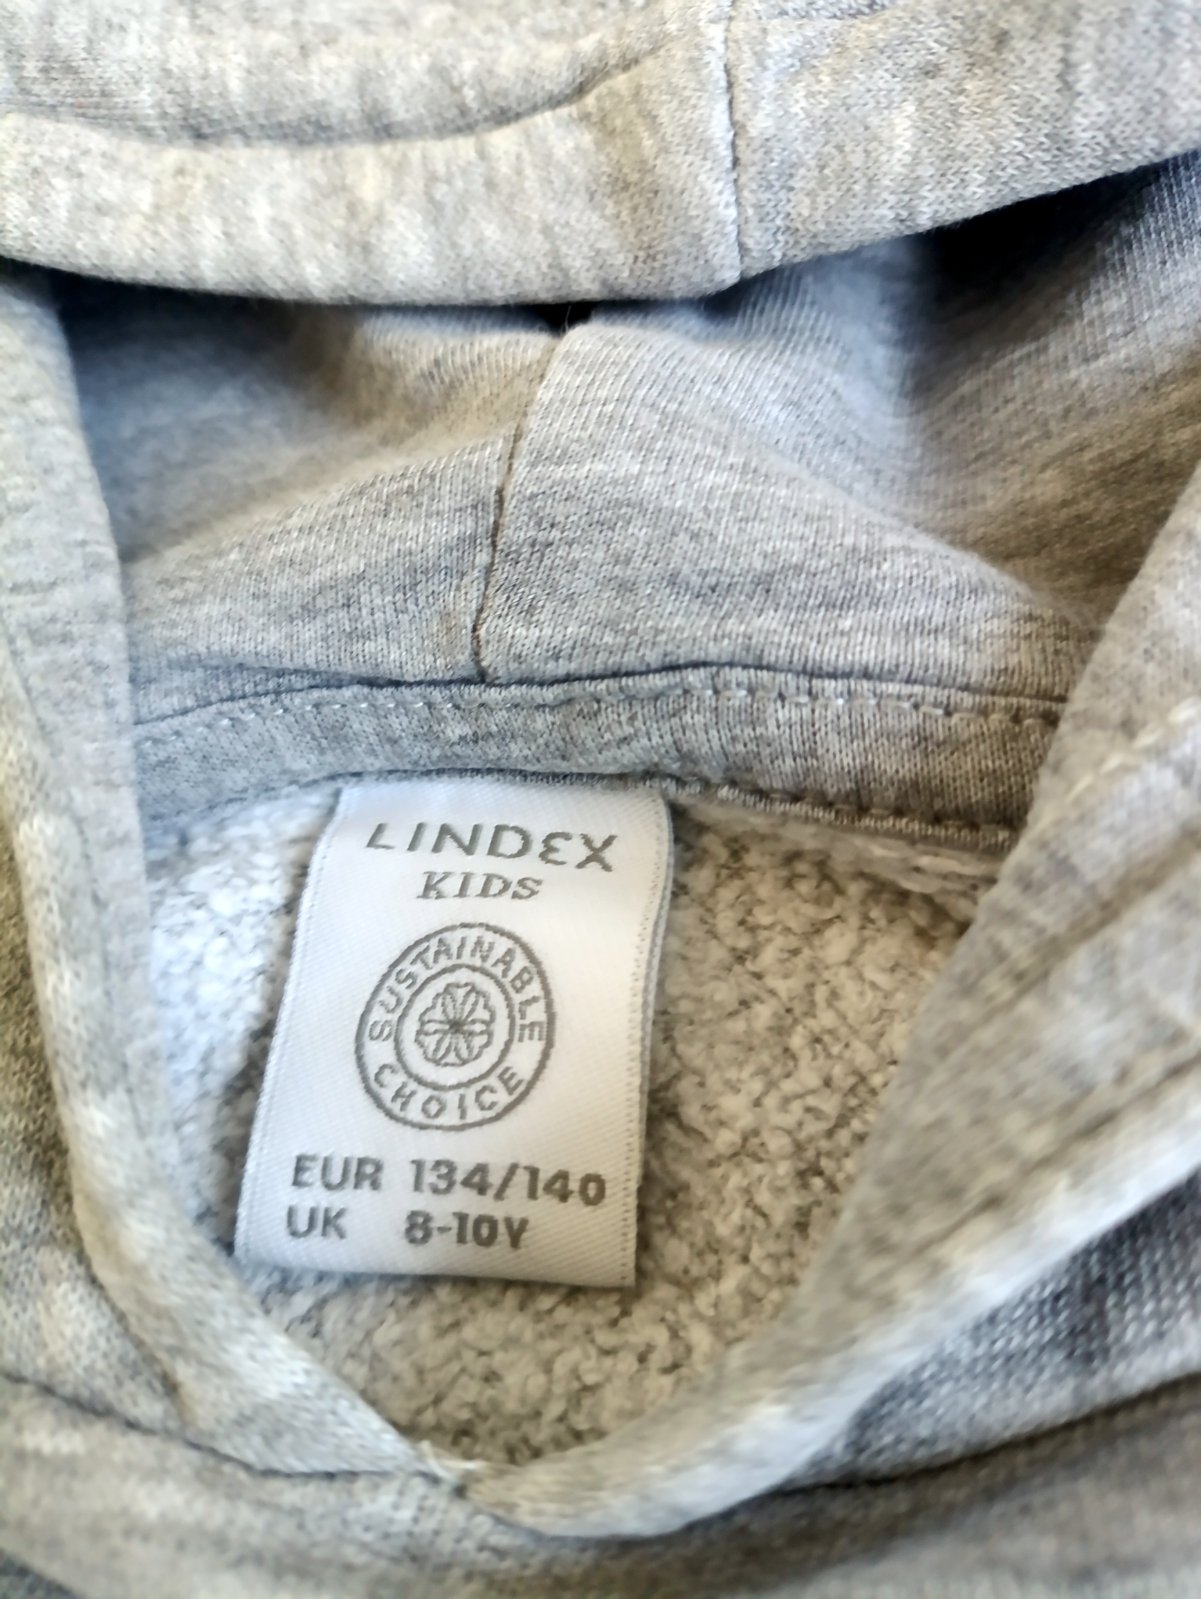 LINDEX
KIDS
SUSTAINABLE
CHOICE
EUR 134/140
UK 8-10Y